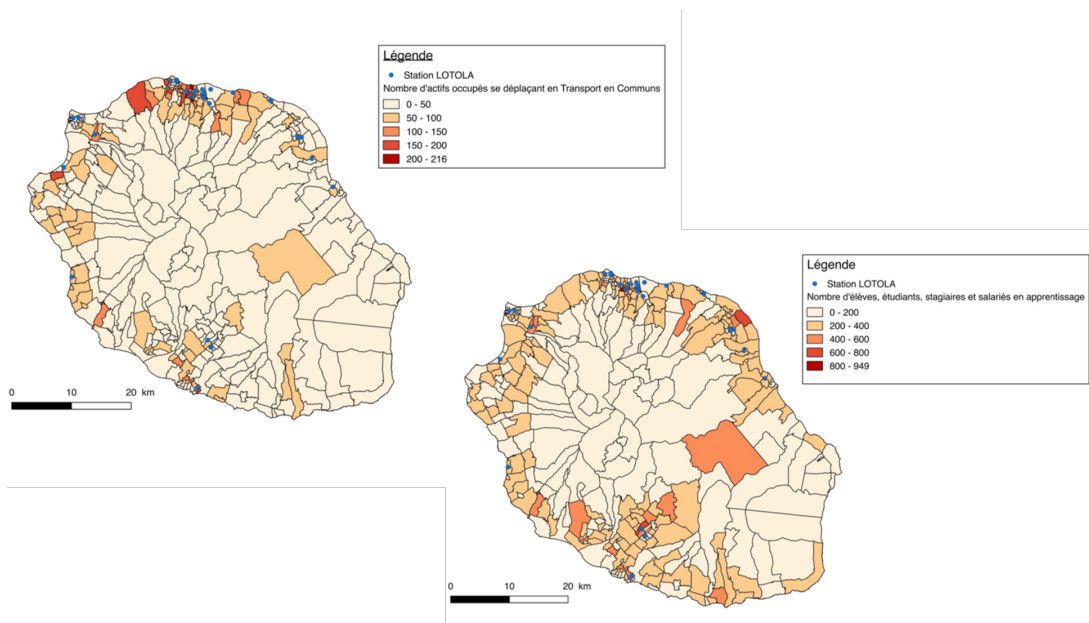 Légende
Station LOTOLA
Nombre d'actifs occupés se déplaçant en Transport en Communs
0 - 50
50 - 100
100 - 150
150 - 200
200 - 216
0 10 20 km
Légende
Station LOTOLA
Nombre d'élèves, étudiants, stagiaires et salariés en apprentissage
0 - 200
200 - 400
400 - 600
600 - 800
800 - 949
0 10 20 km